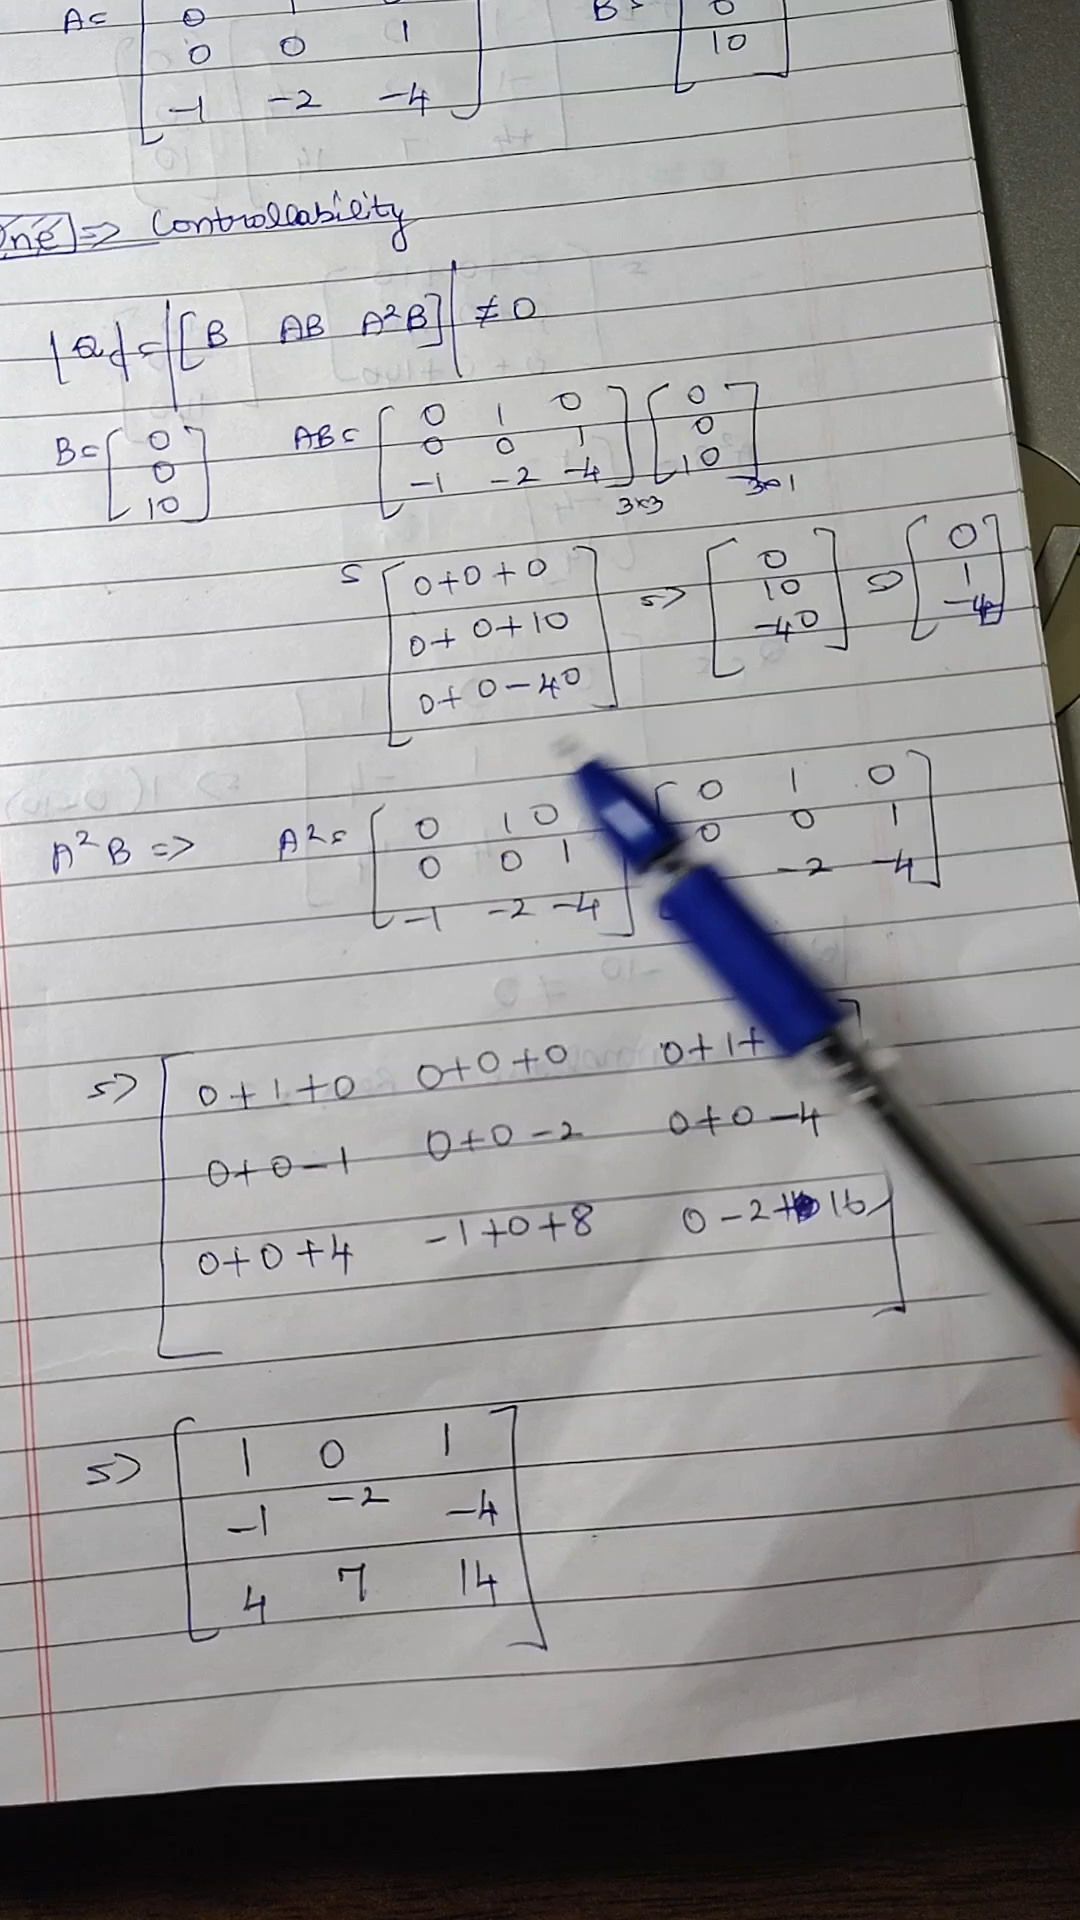 A= 0 1 B= 0
0 0 1 10
-1 -2 -4
=> Controllability
|Qc| = |[B AB A²B]| ≠ 0
B= [0 0 10] AB= [0 1 0
0 0 1
-1 -2 -4] 3x3 [0 0 10] 3x1
= [0+0+0
0+0+10
0+0-40] => [0 10 -40] => [0 1 -4]
A²B => A²= [0 1 0
0 0 1
-1 -2 -4] [0 1 0
0 0 1
-2 -4]
=> [0+1+0 0+0+0 0+1+
0+0-1 0+0-2 0+0-4
0+0+4 -1+0+8 0-2+16]
=> [1 0 1
-1 -2 -4
4 7 14]